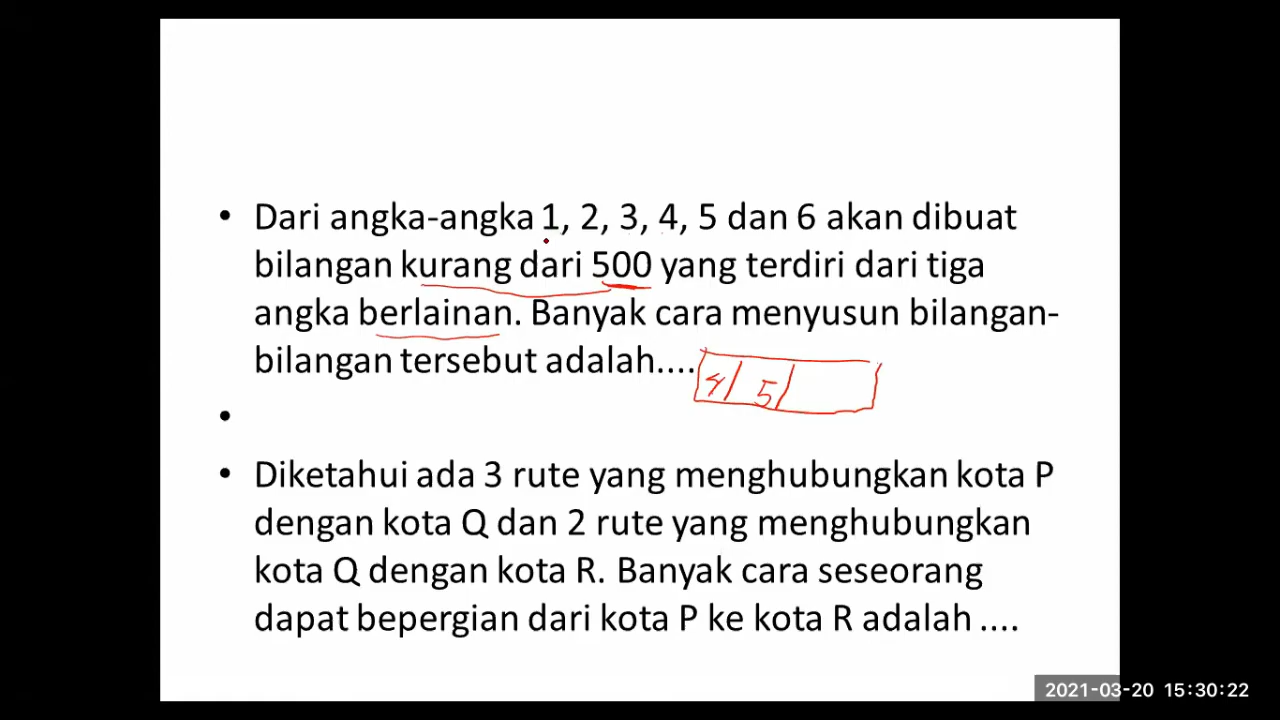 • Dari angka-angka 1, 2, 3, 4, 5 dan 6 akan dibuat
bilangan kurang dari 500 yang terdiri dari tiga
angka berlainan. Banyak cara menyusun bilangan-
bilangan tersebut adalah....
4 5
•
• Diketahui ada 3 rute yang menghubungkan kota P
dengan kota Q dan 2 rute yang menghubungkan
kota Q dengan kota R. Banyak cara seseorang
dapat bepergian dari kota P ke kota R adalah ....
2021-03-20 15:30:22